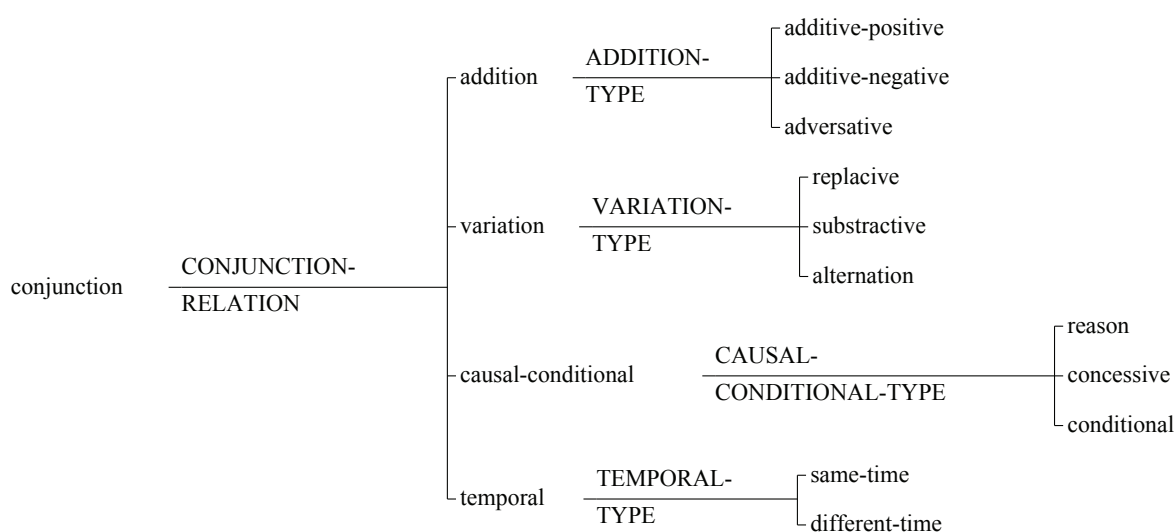 additive-positive
addition ADDITION-TYPE additive-negative
adversative
replacive
variation VARIATION-TYPE substractive
alternation
conjunction CONJUNCTION-RELATION
reason
causal-conditional CAUSAL-CONDITIONAL-TYPE concessive
conditional
same-time
temporal TEMPORAL-TYPE
different-time